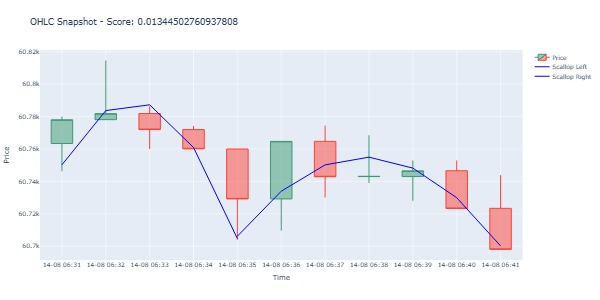 OHLC Snapshot - Score: 0.01344502760937808
60.82k
60.8k
60.78k
60.76k
60.74k
60.72k
60.7k
Price
14-08 06:31 14-08 06:32 14-08 06:33 14-08 06:34 14-08 06:35 14-08 06:36 14-08 06:37 14-08 06:38 14-08 06:39 14-08 06:40 14-08 06:41
Time
Price
Scallop Left
Scallop Right